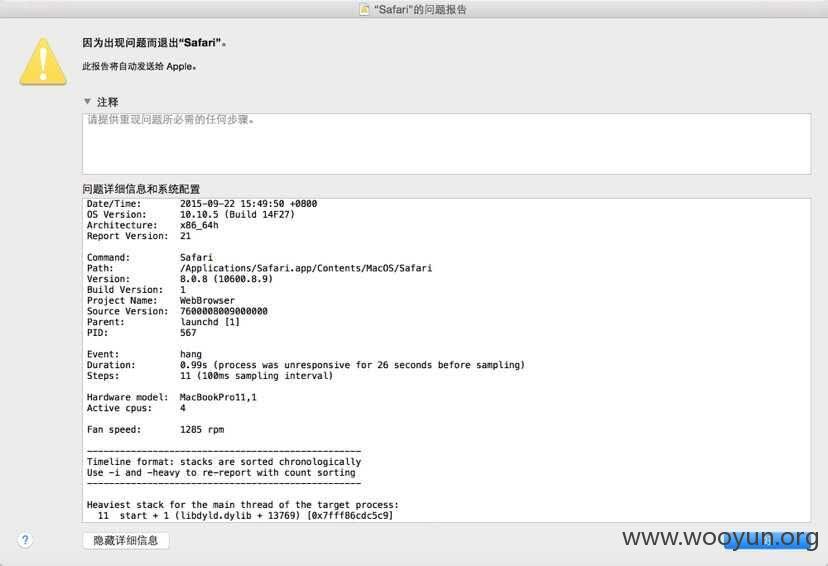 “Safari”的问题报告
因为出现问题而退出“Safari”。
此报告将自动发送给 Apple。
▼ 注释
请提供重现问题所必需的任何步骤。
问题详细信息和系统配置
Date/Time: 2015-09-22 15:49:50 +0800
OS Version: 10.10.5 (Build 14F27)
Architecture: x86_64h
Report Version: 21
Command: Safari
Path: /Applications/Safari.app/Contents/MacOS/Safari
Version: 8.0.8 (10600.8.9)
Build Version: 1
Project Name: WebBrowser
Source Version: 7600008009000000
Parent: launchd [1]
PID: 567
Event: hang
Duration: 0.99s (process was unresponsive for 26 seconds before sampling)
Steps: 11 (100ms sampling interval)
Hardware model: MacBookPro11,1
Active cpus: 4
Fan speed: 1285 rpm
--------------------------------------------------
Timeline format: stacks are sorted chronologically
Use -i and -heavy to re-report with count sorting
--------------------------------------------------
Heaviest stack for the main thread of the target process:
11 start + 1 (libdyld.dylib + 13769) [0x7fff86cdc5c9]
?
隐藏详细信息
www.wooyun.org